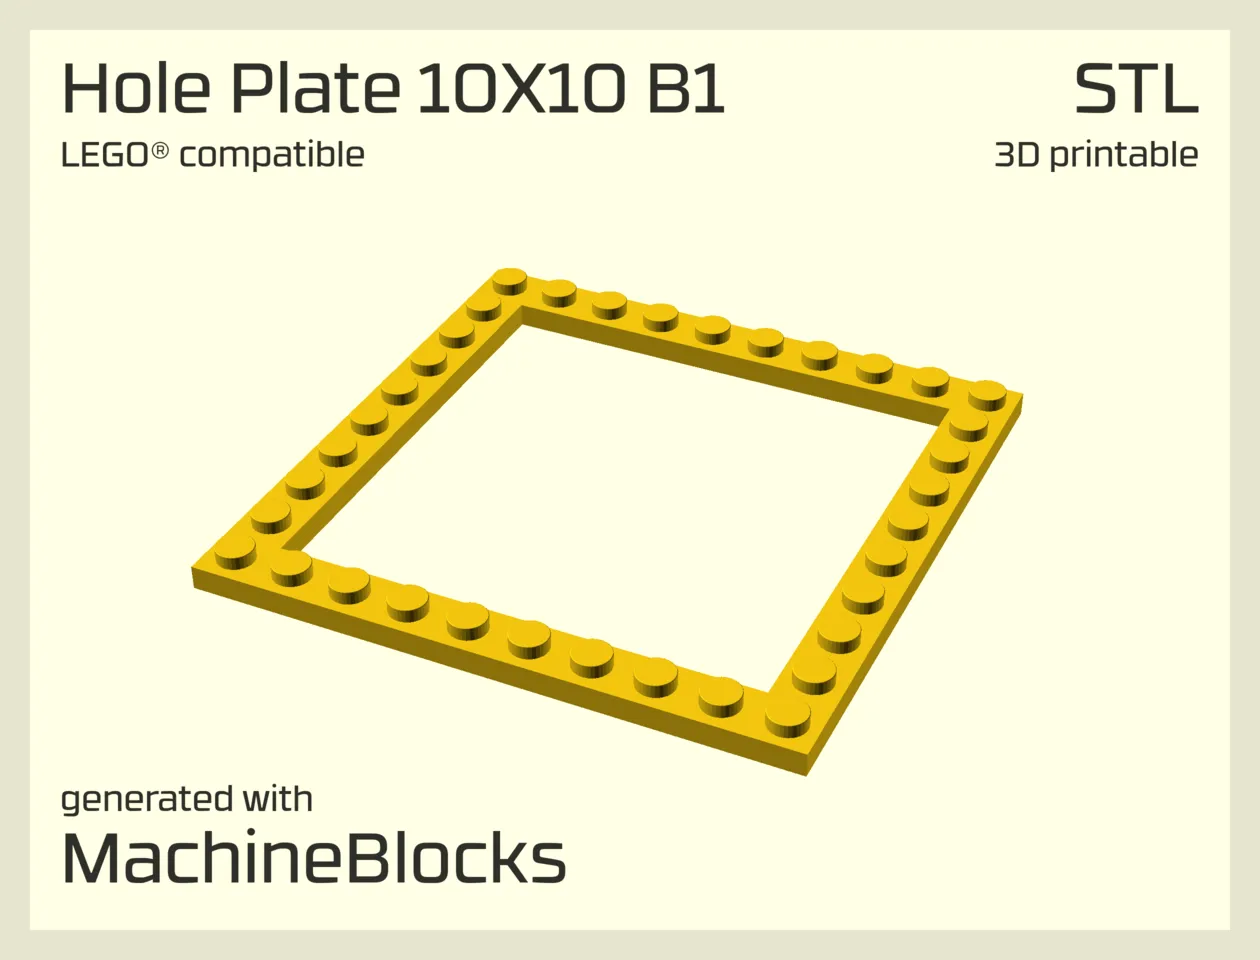 Hole Plate 10X10 B1
LEGO® compatible
STL
3D printable
generated with
MachineBlocks